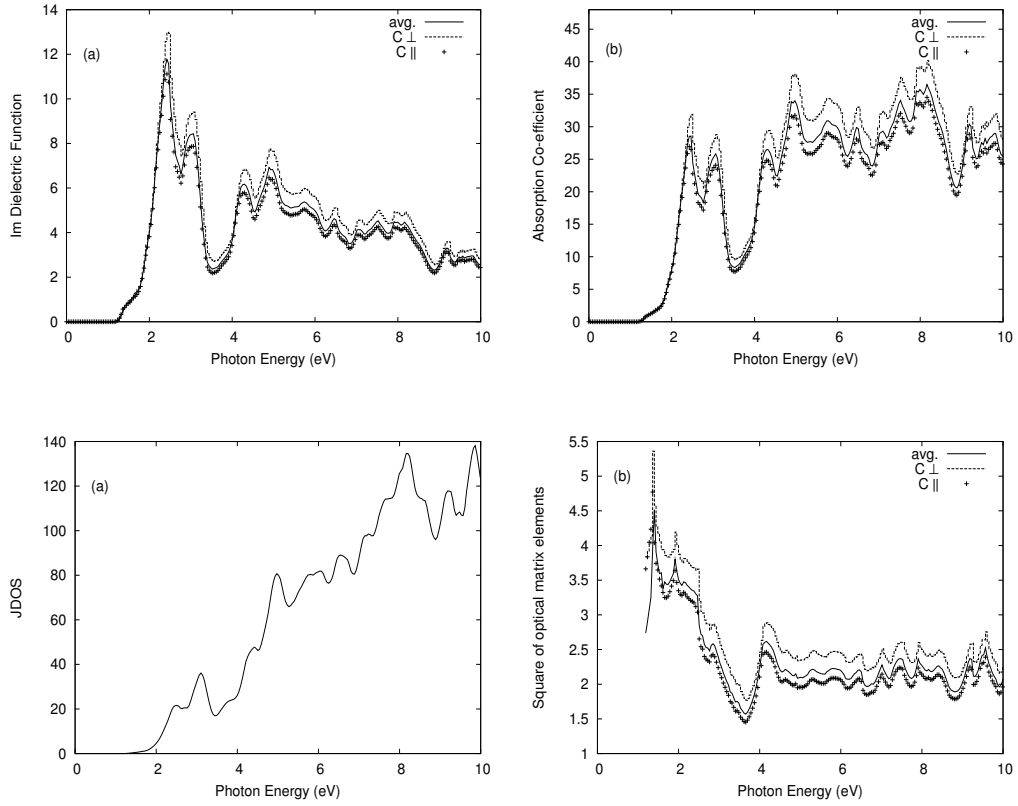 14
12
10
8
6
4
2
0
0 2 4 6 8 10
Im Dielectric Function
Photon Energy (eV)
(a)
avg.
C ⊥
C ∥
45
40
35
30
25
20
15
10
5
0
0 2 4 6 8 10
Absorption Co-efficient
Photon Energy (eV)
(b)
avg.
C ⊥
C ∥
140
120
100
80
60
40
20
0
0 2 4 6 8 10
JDOS
Photon Energy (eV)
(a)
5.5
5
4.5
4
3.5
3
2.5
2
1.5
1
0 2 4 6 8 10
Square of optical matrix elements
Photon Energy (eV)
(b)
avg.
C ⊥
C ∥